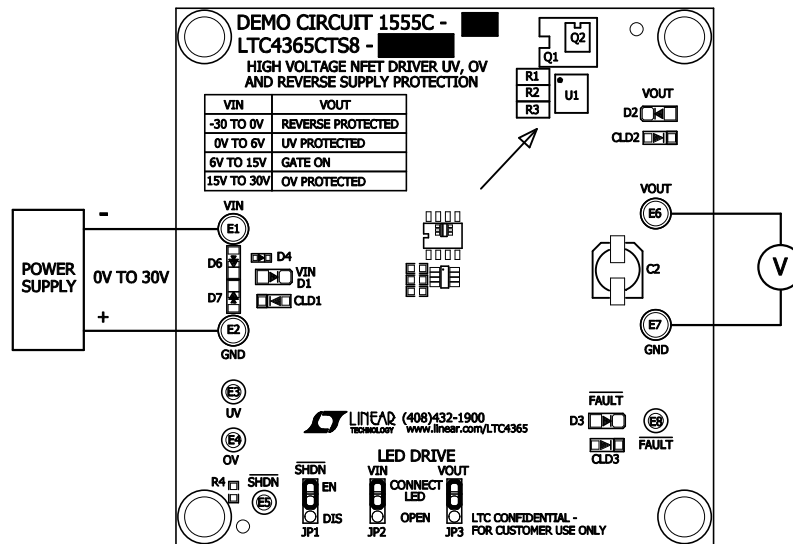 DEMO CIRCUIT 1555C -
LTC4365CTS8 -
HIGH VOLTAGE NFET DRIVER UV, OV
AND REVERSE SUPPLY PROTECTION
Q2
Q1
R1
R2
R3
U1
VIN VOUT
-30 TO 0V REVERSE PROTECTED
0V TO 6V UV PROTECTED
6V TO 15V GATE ON
15V TO 30V OV PROTECTED
VOUT
D2
CLD2
VIN
E1
VOUT
E6
-
POWER
SUPPLY
0V TO 30V
+
D6
D4
VIN
D1
D7
CLD1
E2
GND
C2
V
E7
GND
E3
UV
E4
OV
LINEAR
TECHNOLOGY
(408)432-1900
www.linear.com/LTC4365
FAULT
D3
E8
FAULT
CLD3
R4
SHDN
E5
LED DRIVE
SHDN
EN
DIS
JP1
VIN
CONNECT
LED
OPEN
JP2
VOUT
JP3
LTC CONFIDENTIAL -
FOR CUSTOMER USE ONLY